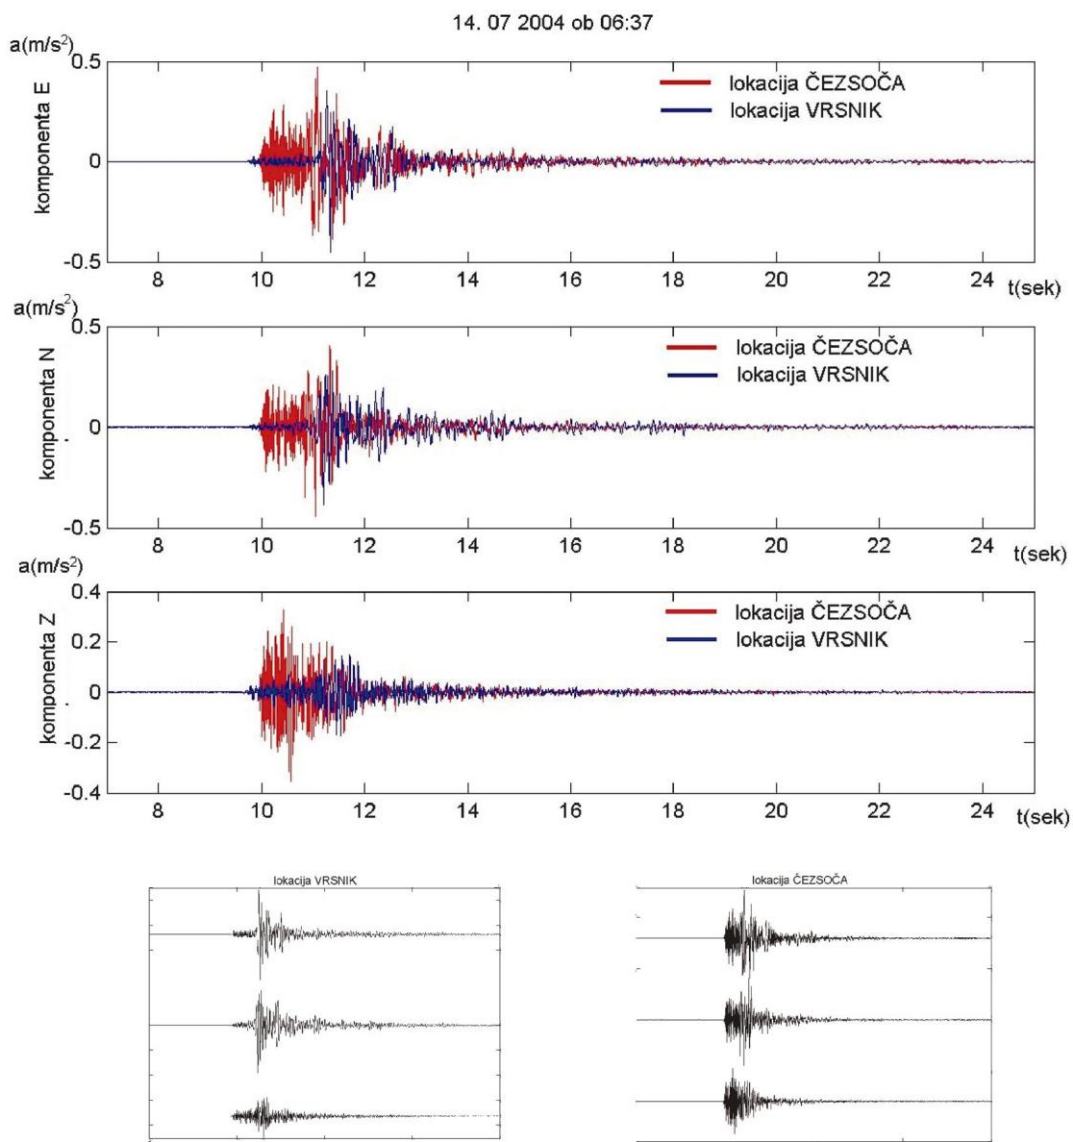 14. 07 2004 ob 06:37
a(m/s²)
komponenta E
0.5
0
-0.5
lokacija ČEZSOČA
lokacija VRSNIK
8 10 12 14 16 18 20 22 24
t(sek)
a(m/s²)
komponenta N
0.5
0
-0.5
lokacija ČEZSOČA
lokacija VRSNIK
8 10 12 14 16 18 20 22 24
t(sek)
a(m/s²)
komponenta Z
0.4
0.2
0
-0.2
-0.4
lokacija ČEZSOČA
lokacija VRSNIK
8 10 12 14 16 18 20 22 24
t(sek)
lokacija VRSNIK
lokacija ČEZSOČA